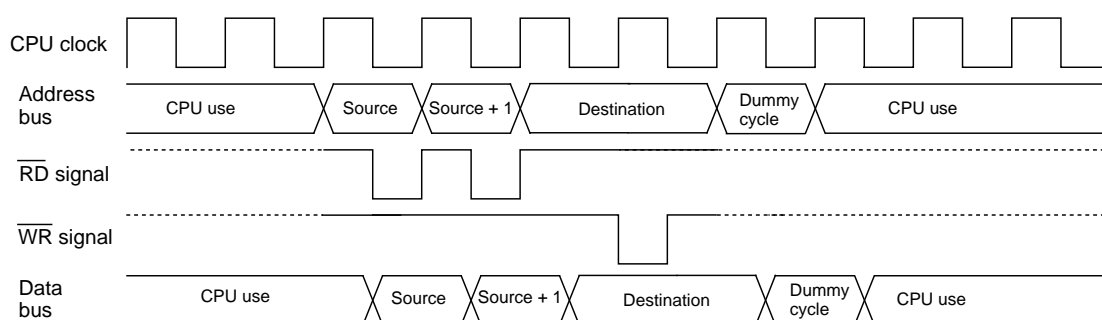 CPU clock
Address
bus
CPU use
Source
Source + 1
Destination
Dummy
cycle
CPU use
RD signal
WR signal
Data
bus
CPU use
Source
Source + 1
Destination
Dummy
cycle
CPU use